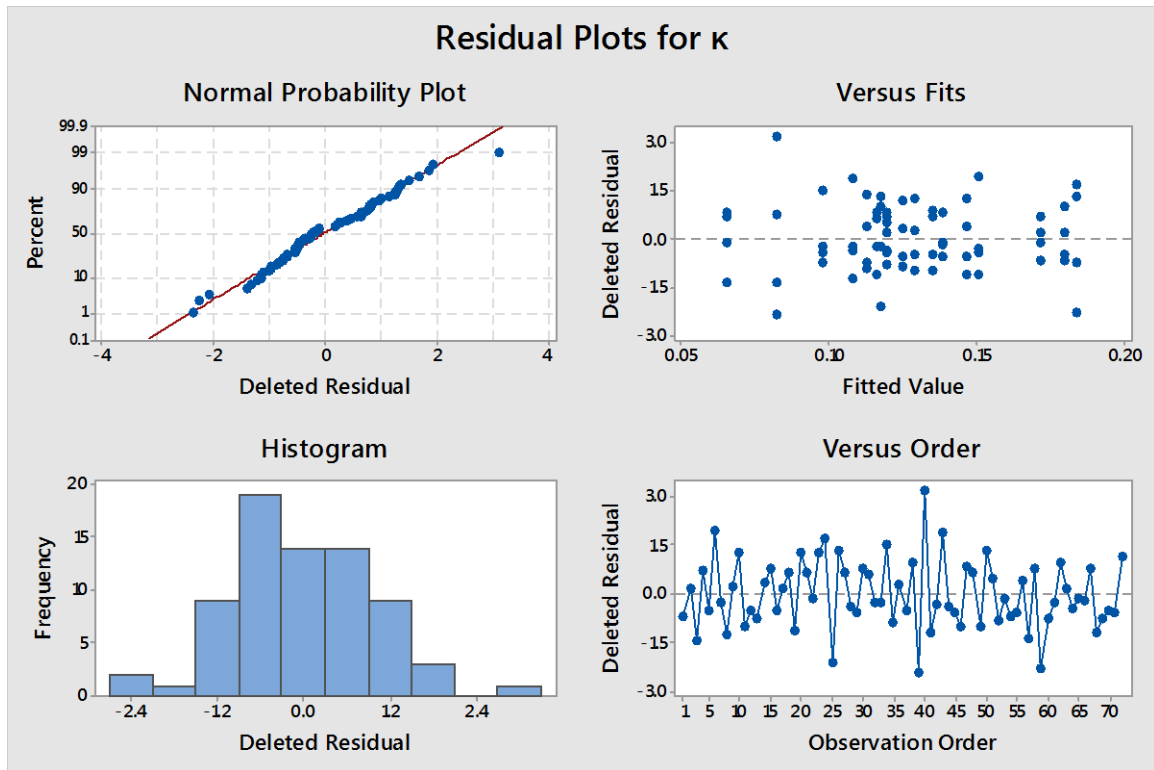 Residual Plots for κ
Normal Probability Plot
99.9
99
90
50
10
1
0.1
Percent
-4 -2 0 2 4
Deleted Residual
Versus Fits
3.0
15
0.0
-15
-3.0
Deleted Residual
0.05 0.10 0.15 0.20
Fitted Value
Histogram
20
15
10
5
0
Frequency
-2.4 -12 0.0 12 2.4
Deleted Residual
Versus Order
3.0
15
0.0
-15
-3.0
Deleted Residual
1 5 10 15 20 25 30 35 40 45 50 55 60 65 70
Observation Order